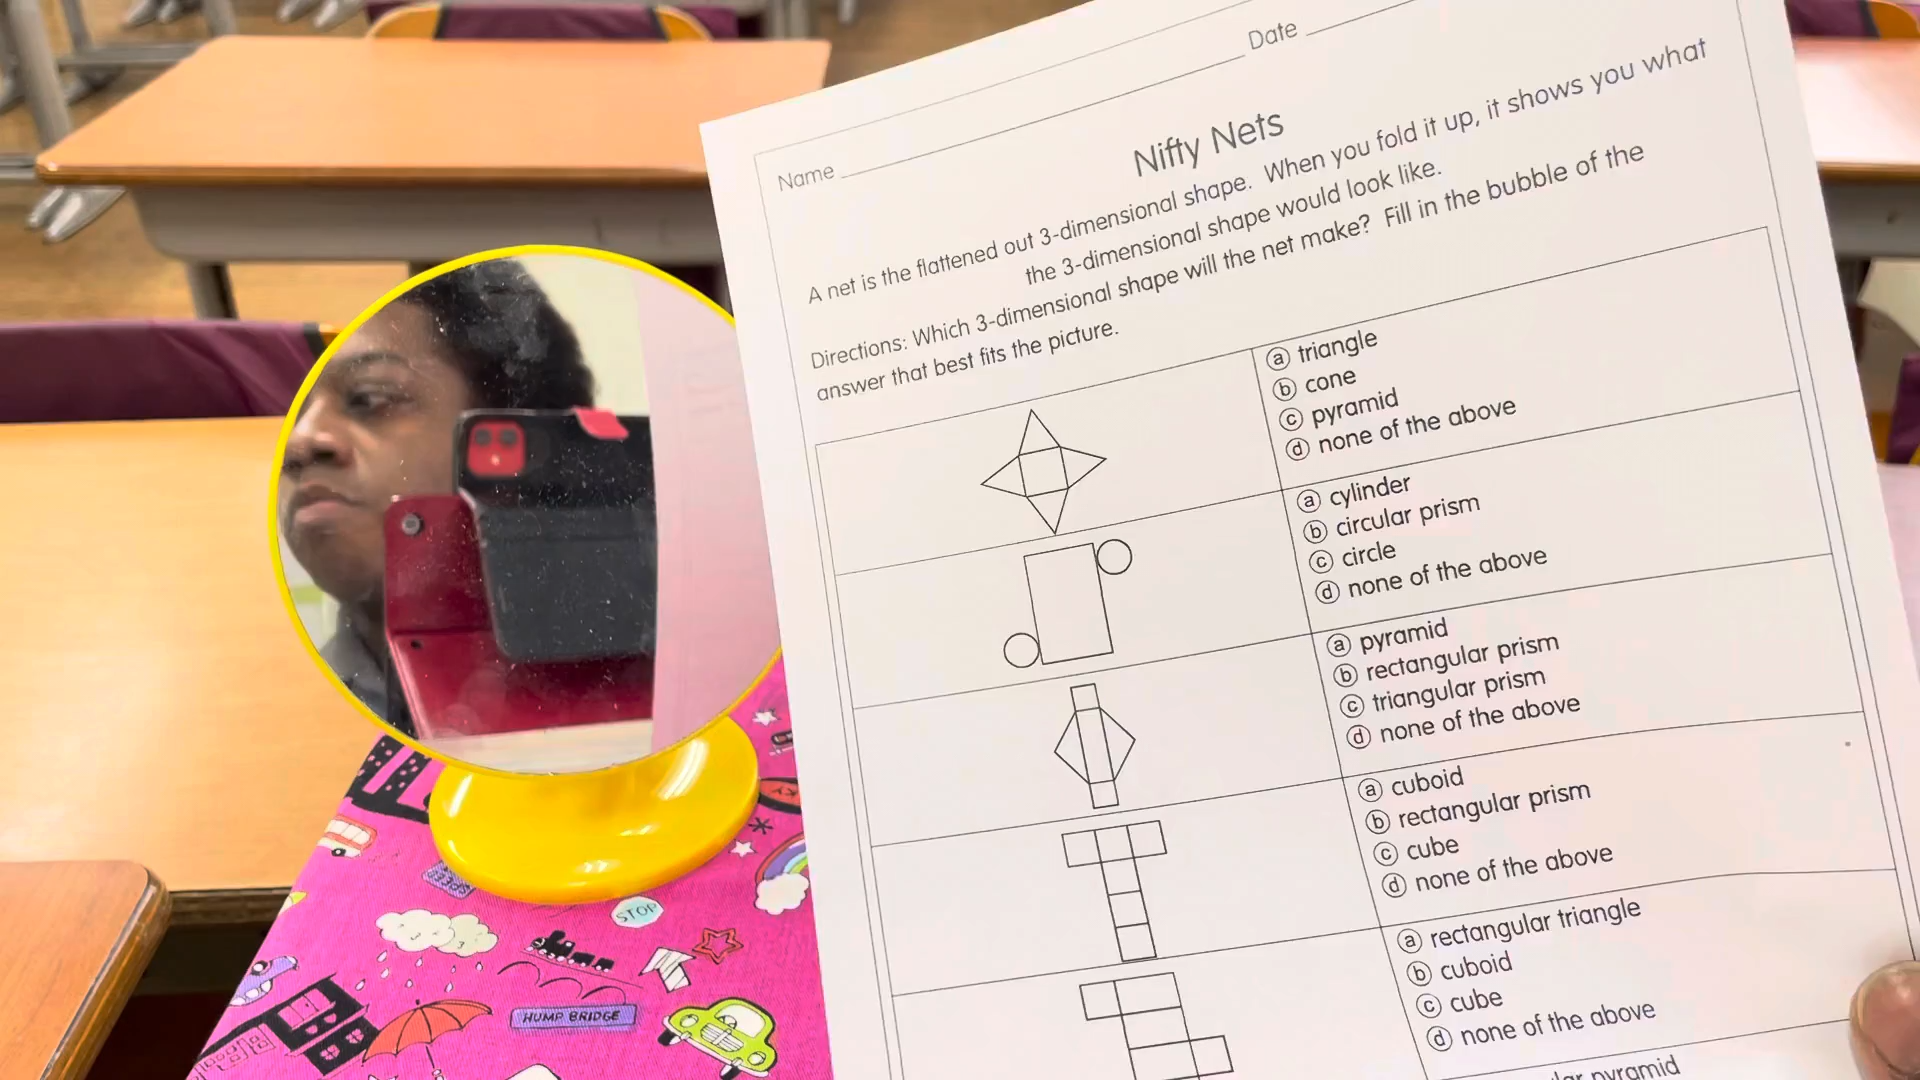 Name Date
Nifty Nets
A net is the flattened out 3-dimensional shape. When you fold it up, it shows you what
the 3-dimensional shape would look like.
Directions: Which 3-dimensional shape will the net make? Fill in the bubble of the
answer that best fits the picture.
a triangle
b cone
c pyramid
d none of the above
a cylinder
b circular prism
c circle
d none of the above
a pyramid
b rectangular prism
c triangular prism
d none of the above
a cuboid
b rectangular prism
c cube
d none of the above
a rectangular triangle
b cuboid
c cube
d none of the above
pyramid
STOP
HUMP BRIDGE